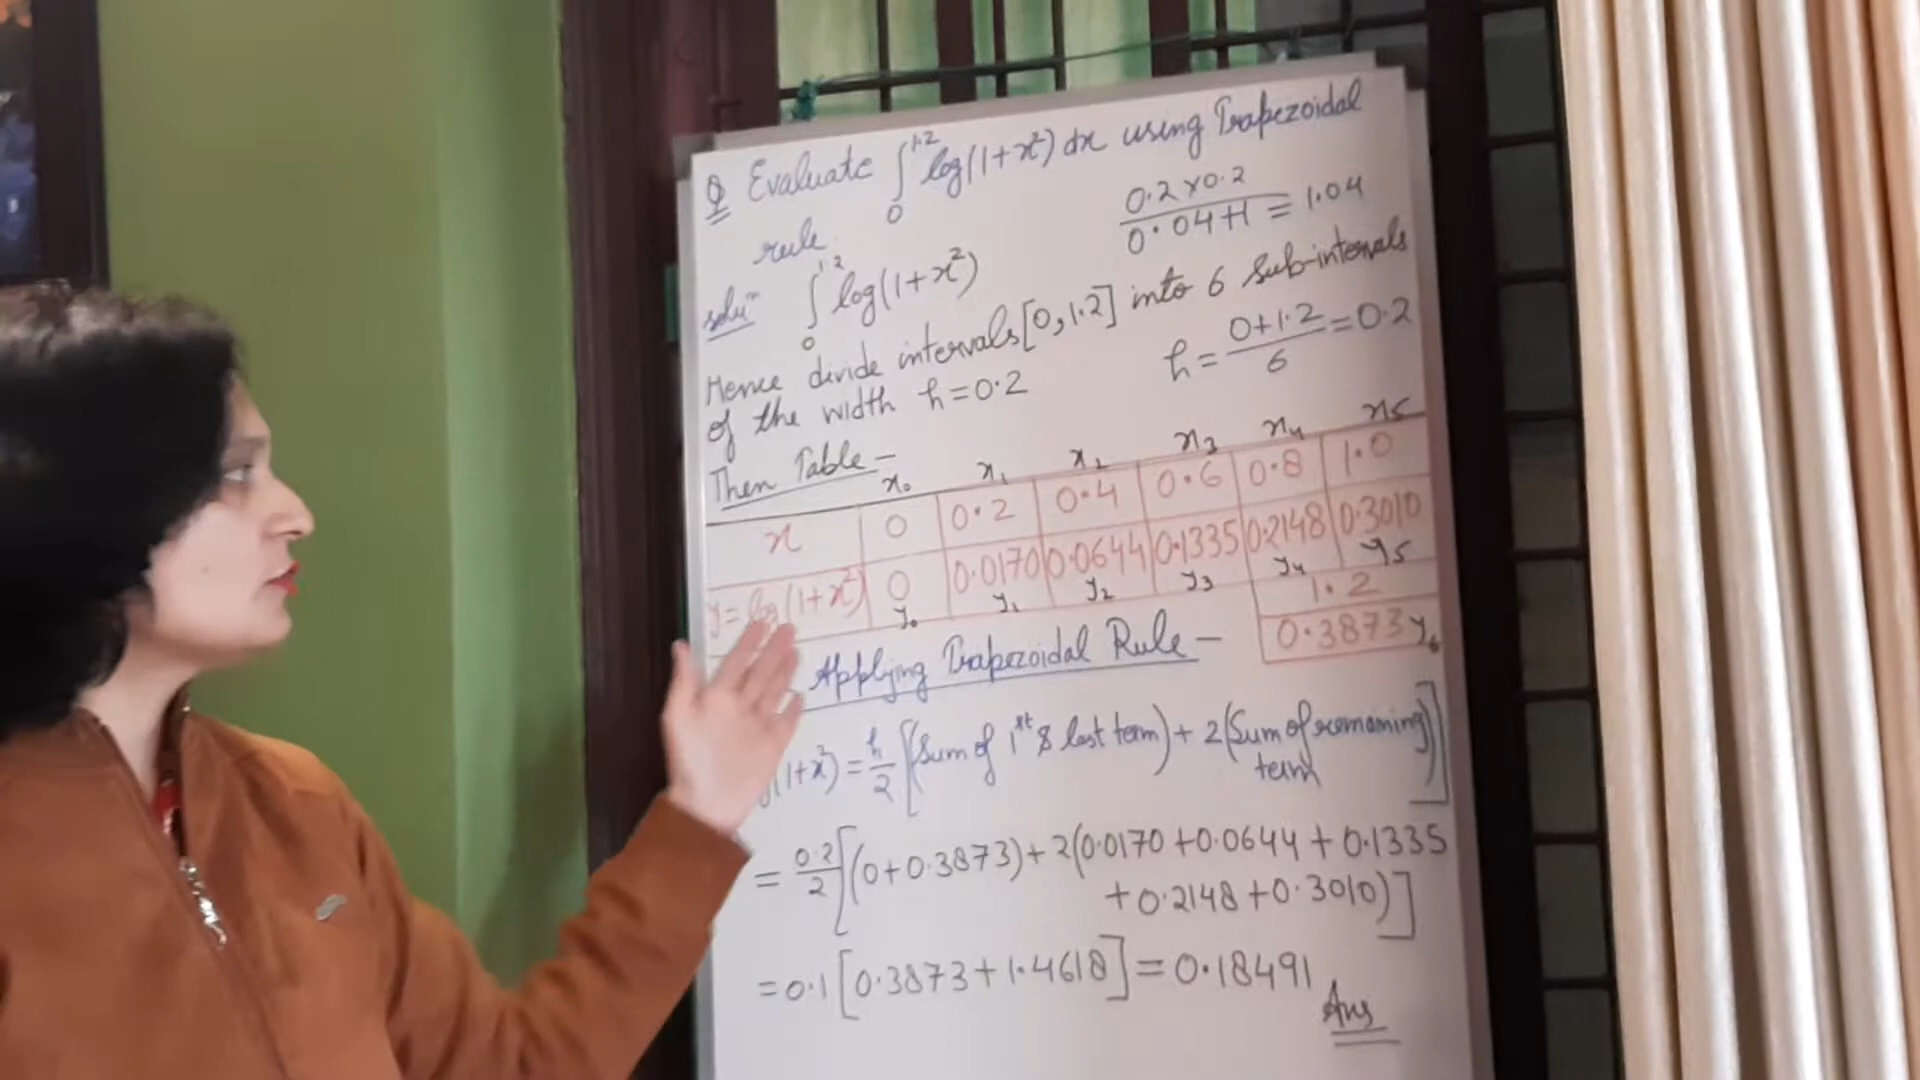 Q Evaluate ∫₀^1.2 log(1+x²) dx using Trapezoidal
rule.
0.2×0.2
0.04+1 = 1.04
soluⁿ ∫₀^1.2 log(1+x²)
Hence divide intervals [0,1.2] into 6 sub-intervals
of the width h=0.2
h = (0+1.2)/6 = 0.2
Then Table –
x₀ x₁ x₂ x₃ x₄ x₅
x 0 0.2 0.4 0.6 0.8 1.0
y=log(1+x²) 0 0.0170 0.0644 0.1335 0.2148 0.3010
y₀ y₁ y₂ y₃ y₄ y₅
1.2
0.3873 y₆
Applying Trapezoidal Rule –
(1+x²) = h/2 [(Sum of 1st & last term) + 2(Sum of remaining
term)]
= 0.2/2 [(0+0.3873) + 2(0.0170+0.0644+0.1335
+0.2148+0.3010)]
= 0.1 [0.3873+1.4618] = 0.18491
Ans